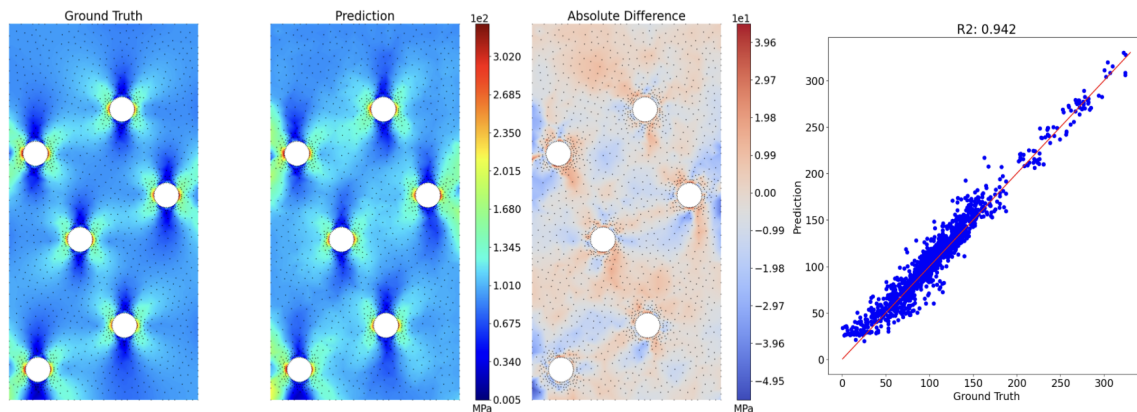 Ground Truth
Prediction
1e2
3.020
2.685
2.350
2.015
1.680
1.345
1.010
0.675
0.340
0.005
MPa
Absolute Difference
1e1
3.96
2.97
1.98
0.99
0.00
−0.99
−1.98
−2.97
−3.96
−4.95
MPa
R2: 0.942
Prediction
300
250
200
150
100
50
0
0 50 100 150 200 250 300
Ground Truth